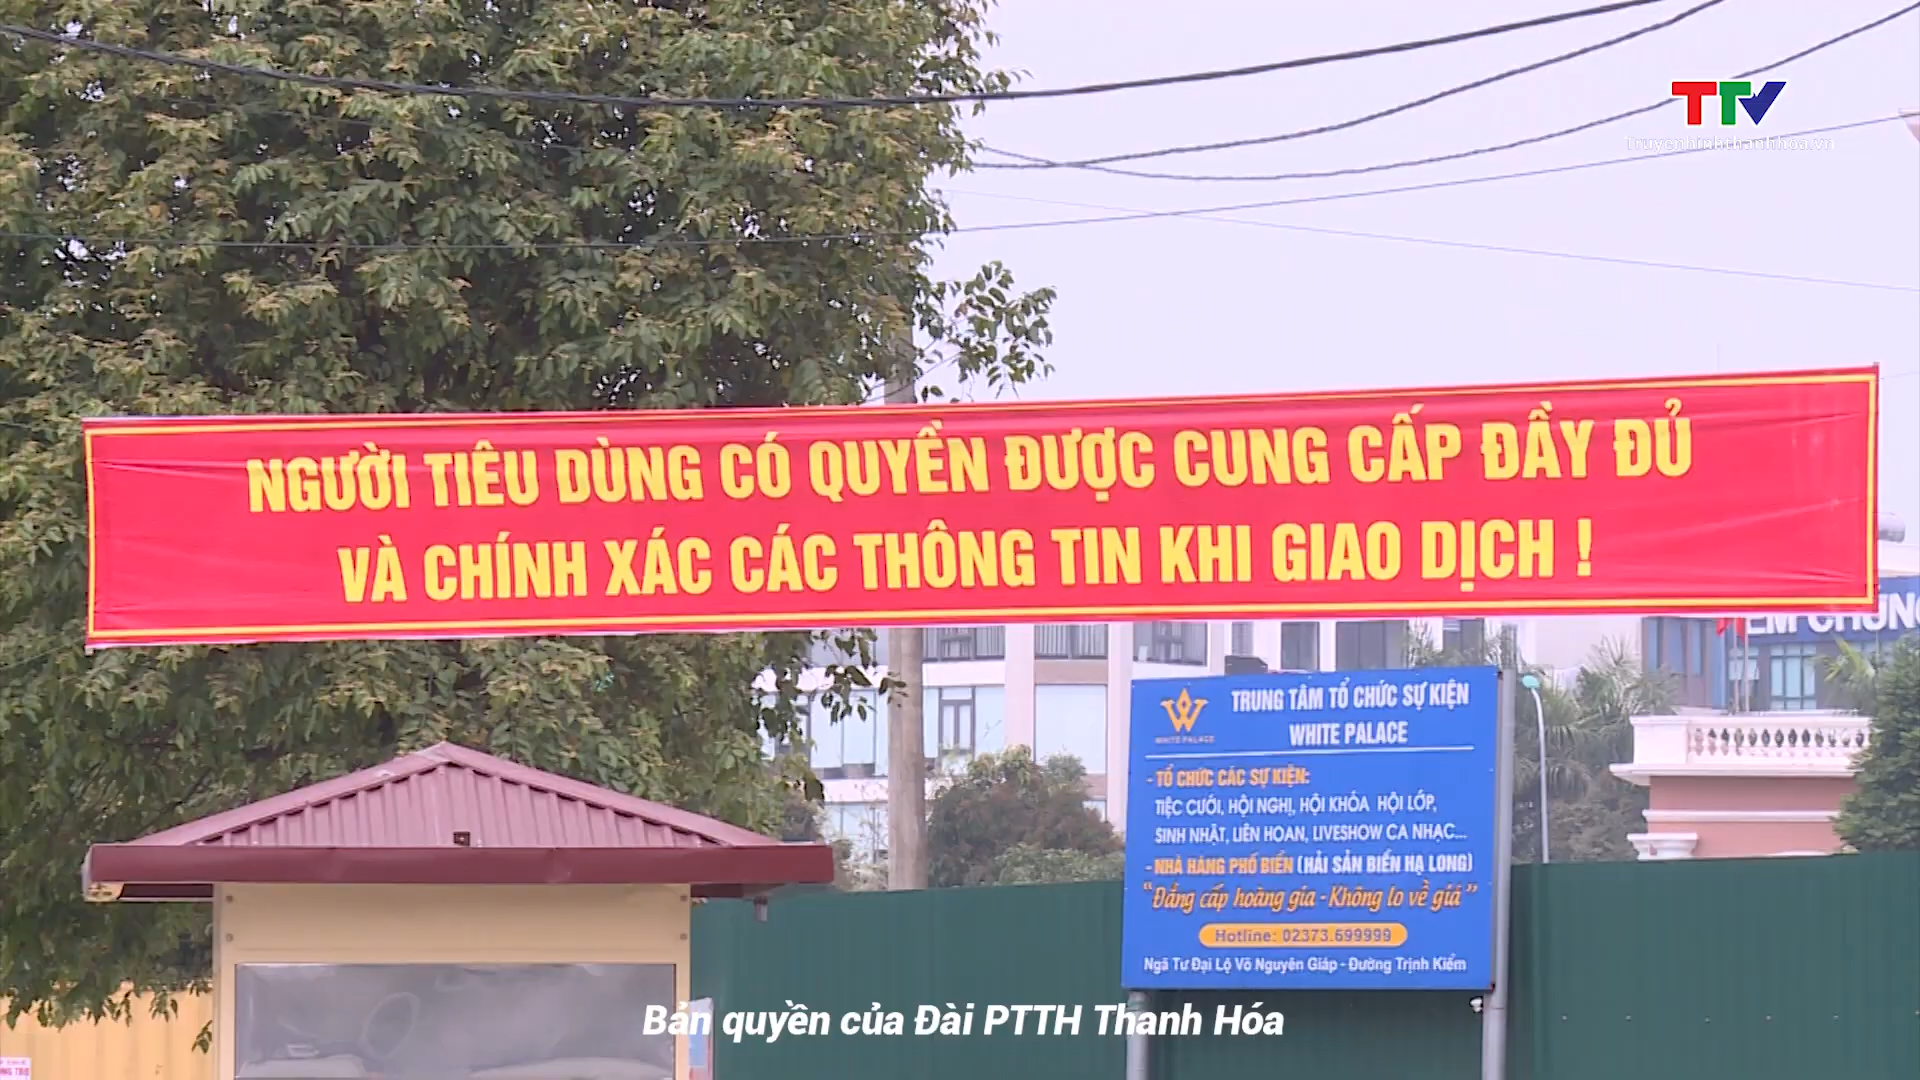 TTV
Truyenhinhthanhhoa.vn
NGƯỜI TIÊU DÙNG CÓ QUYỀN ĐƯỢC CUNG CẤP ĐẦY ĐỦ
VÀ CHÍNH XÁC CÁC THÔNG TIN KHI GIAO DỊCH !
WHITE PALACE
TRUNG TÂM TỔ CHỨC SỰ KIỆN
WHITE PALACE
- TỔ CHỨC CÁC SỰ KIỆN:
TIỆC CƯỚI, HỘI NGHỊ, HỘI KHÓA HỘI LỚP,
SINH NHẬT, LIÊN HOAN, LIVESHOW CA NHẠC...
- NHÀ HÀNG PHỐ BIỂN (HẢI SẢN BIỂN HẠ LONG)
"Đẳng cấp hoàng gia - Không lo về giá"
Hotline: 02373.699999
Ngã Tư Đại Lộ Võ Nguyên Giáp - Đường Trịnh Kiểm
Bản quyền của Đài PTTH Thanh Hóa